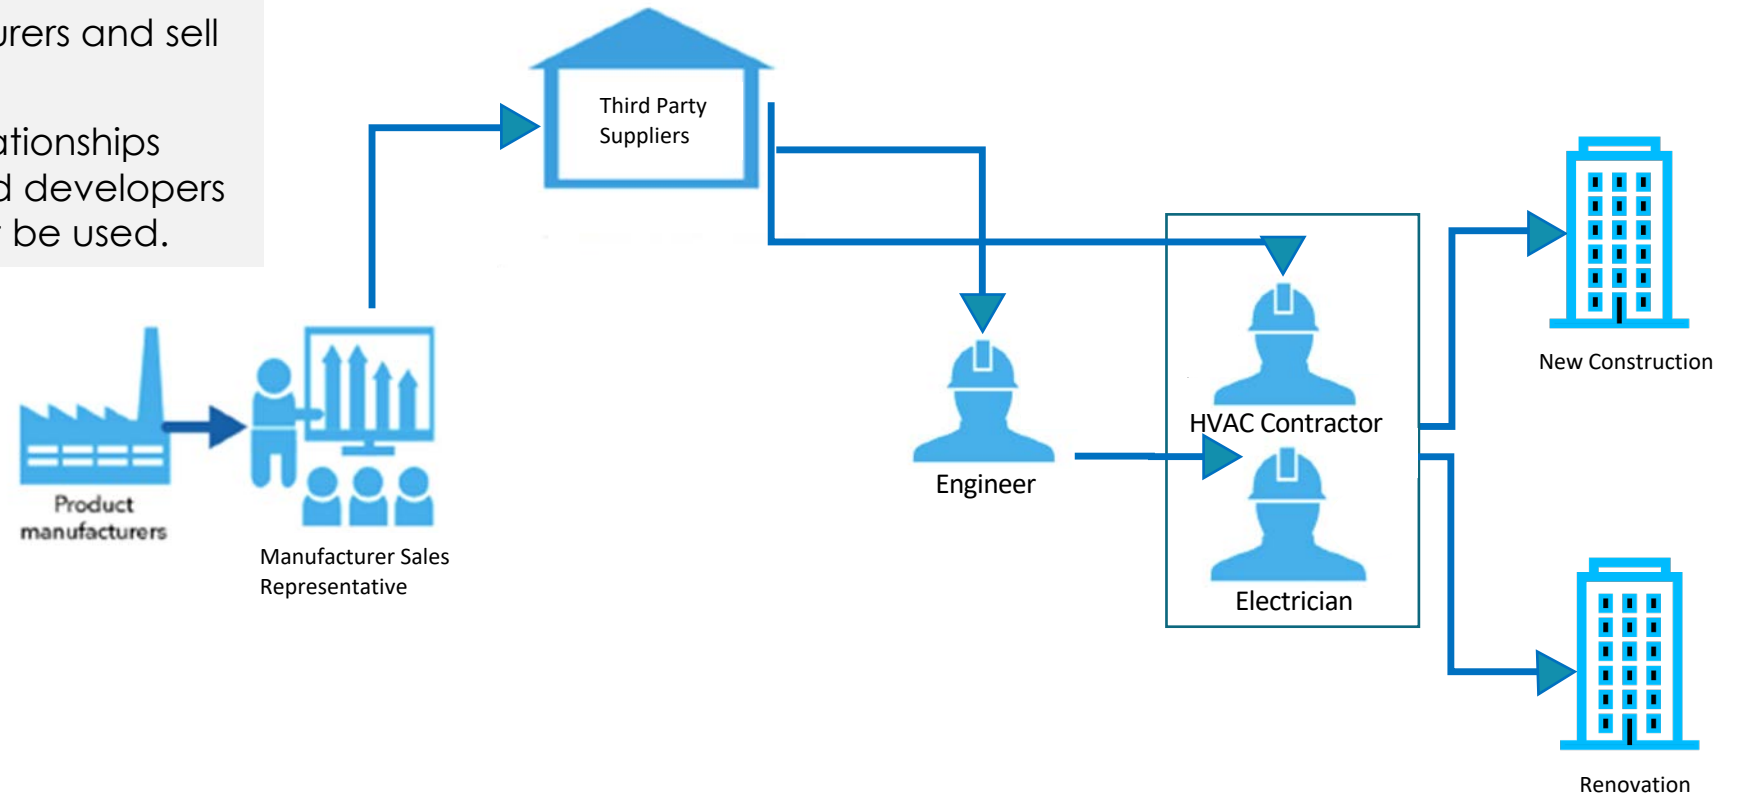 urers and sell
ationships
d developers
be used.
Third Party
Suppliers
New Construction
HVAC Contractor
Engineer
Product
manufacturers
Manufacturer Sales
Representative
Electrician
Renovation